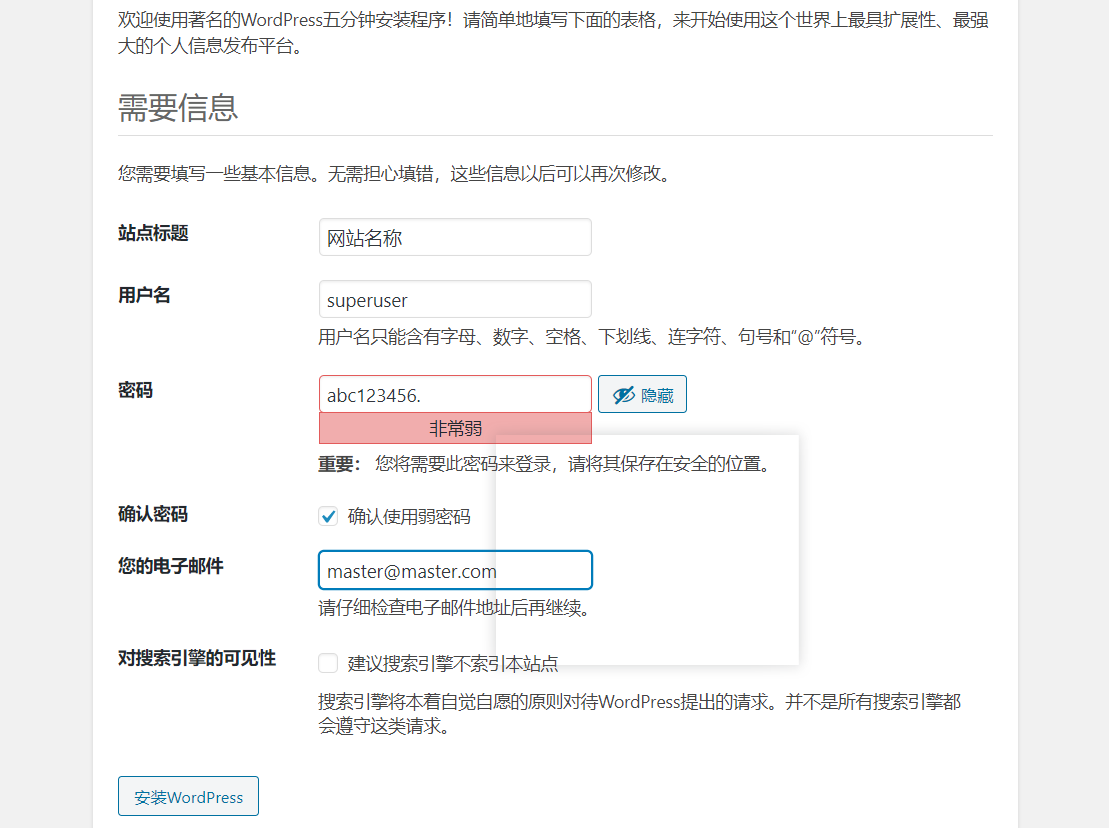 欢迎使用著名的WordPress五分钟安装程序！请简单地填写下面的表格，来开始使用这个世界上最具扩展性、最强
大的个人信息发布平台。
需要信息
您需要填写一些基本信息。无需担心填错，这些信息以后可以再次修改。
站点标题
网站名称
用户名
superuser
用户名只能含有字母、数字、空格、下划线、连字符、句号和“@”符号。
密码
abc123456.
隐藏
非常弱
重要： 您将需要此密码来登录，请将其保存在安全的位置。
确认密码
确认使用弱密码
您的电子邮件
master@master.com
请仔细检查电子邮件地址后再继续。
对搜索引擎的可见性
建议搜索引擎不索引本站点
搜索引擎将本着自觉自愿的原则对待WordPress提出的请求。并不是所有搜索引擎都
会遵守这类请求。
安装WordPress